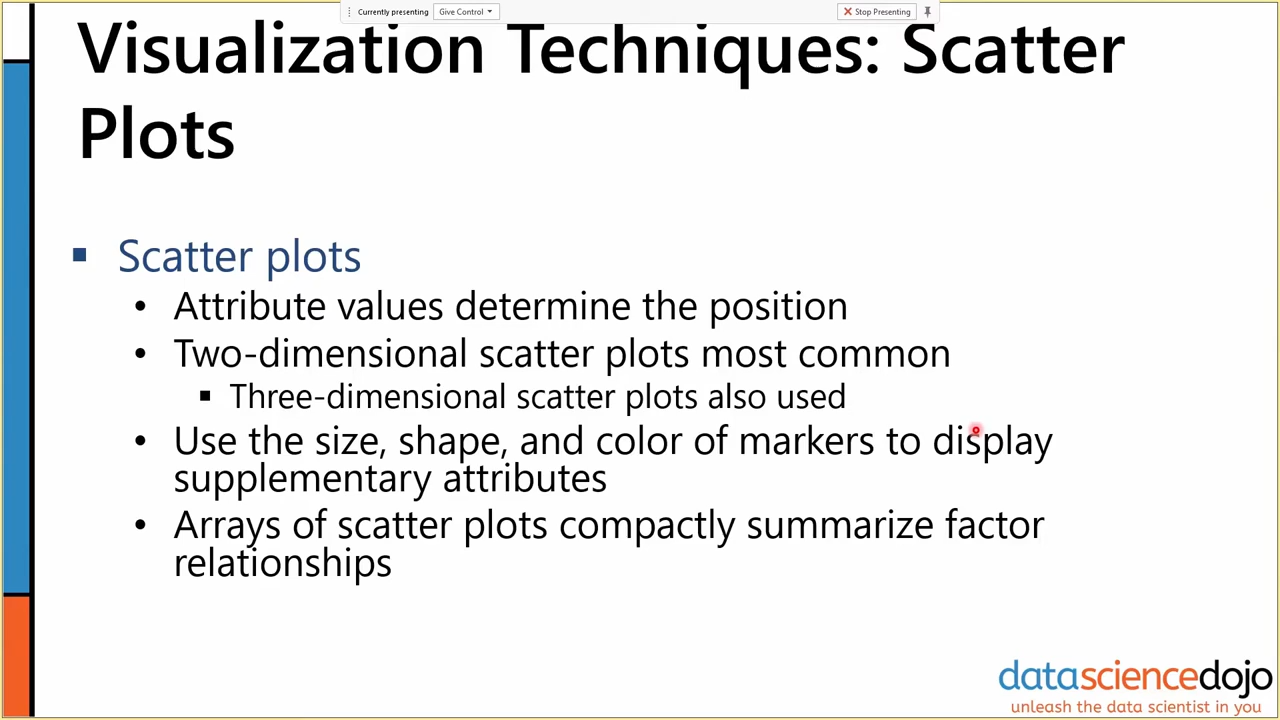 Currently presenting Give Control Stop Presenting
Visualization Techniques: Scatter
Plots
Scatter plots
Attribute values determine the position
Two-dimensional scatter plots most common
Three-dimensional scatter plots also used
Use the size, shape, and color of markers to display
supplementary attributes
Arrays of scatter plots compactly summarize factor
relationships
datasciencedojo
unleash the data scientist in you